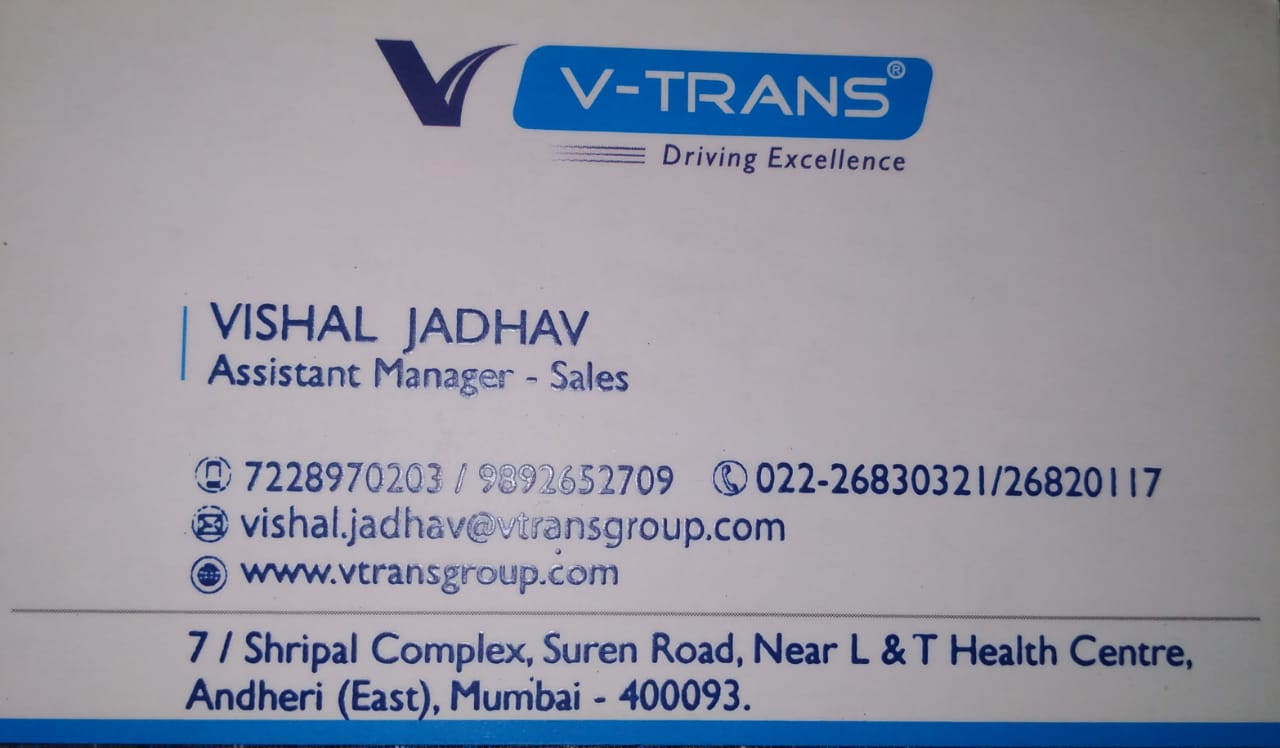 V-TRANS®
Driving Excellence
VISHAL JADHAV
Assistant Manager - Sales
7228970203 / 9892652709 022-26830321/26820117
vishal.jadhav@vtransgroup.com
www.vtransgroup.com
7 / Shripal Complex, Suren Road, Near L & T Health Centre,
Andheri (East), Mumbai - 400093.